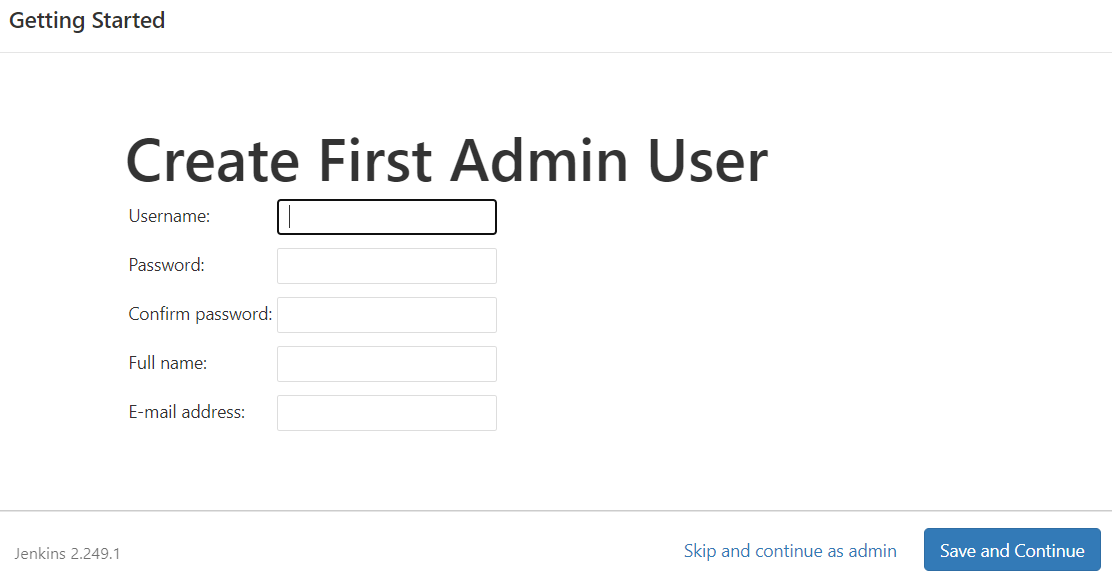 Getting Started
Create First Admin User
Username:
Password:
Confirm password:
Full name:
E-mail address:
Jenkins 2.249.1
Skip and continue as admin
Save and Continue